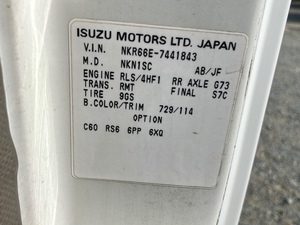 ISUZU MOTORS LTD. JAPAN
V.I.N. NKR66E-7441843
M.D. NKN1SC AB/JF
ENGINE RLS/4HF1 RR AXLE G73
TRANS. RMT FINAL S7C
TIRE 9GS
B.COLOR/TRIM 729/114
OPTION
C60 RS6 6PP 6XQ